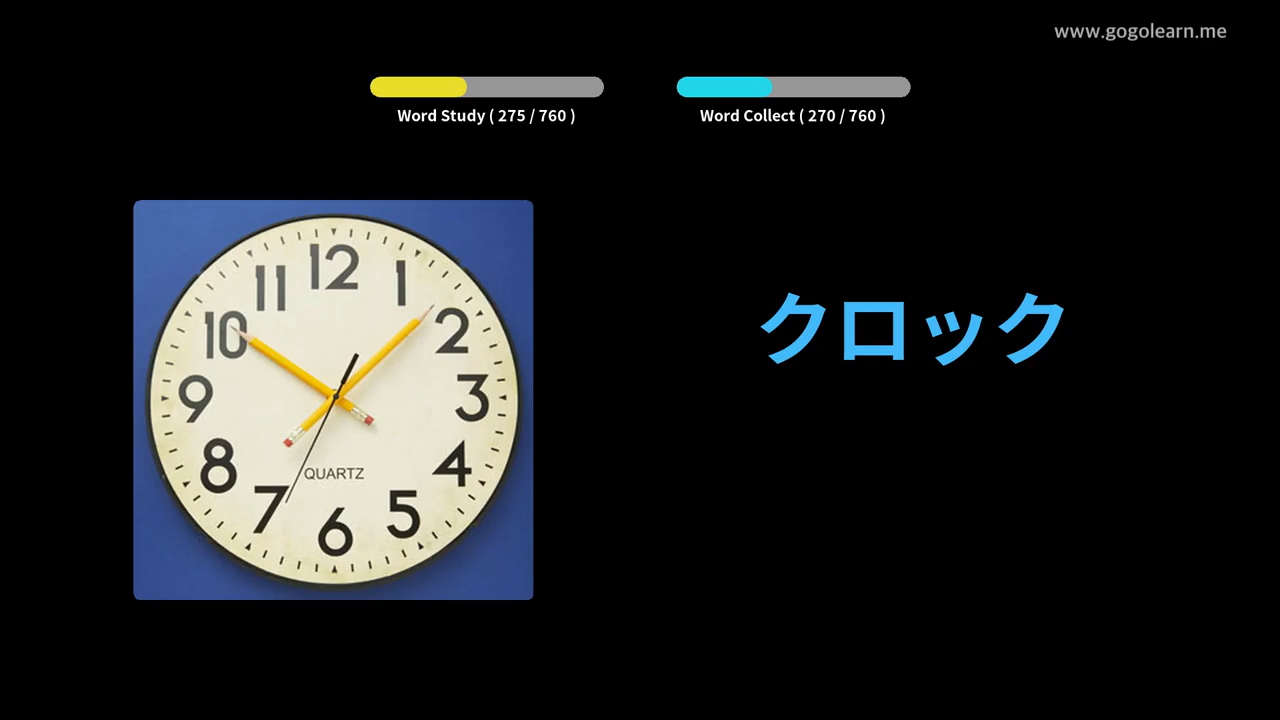 www.gogolearn.me
Word Study ( 275 / 760 )
Word Collect ( 270 / 760 )
12
1
2
3
4
5
6
7
8
9
10
11
QUARTZ
クロック